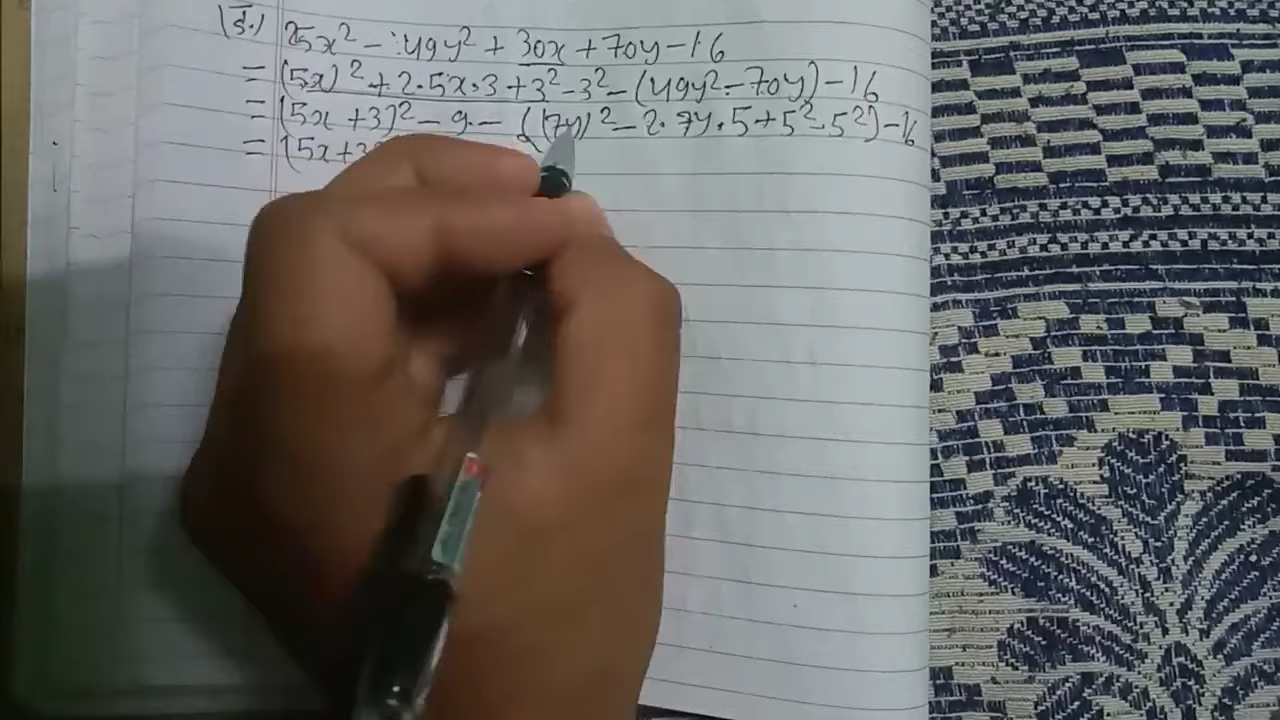 (ई.) 25x² - 49y² + 30x + 70y - 16
= (5x)² + 2·5x·3 + 3² - 3² - (49y² - 70y) - 16
= (5x + 3)² - 9 - ((7y)² - 2·7y·5 + 5² - 5²) - 16
= (5x+3